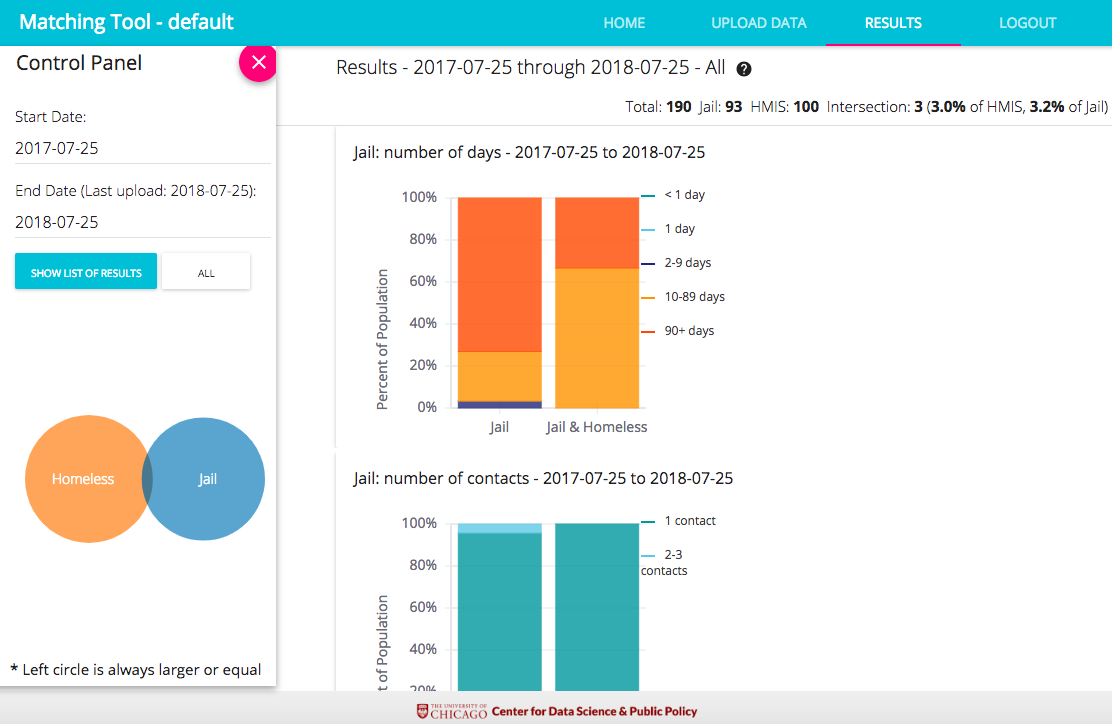 Matching Tool - default
HOME
UPLOAD DATA
RESULTS
LOGOUT
Control Panel
Start Date:
2017-07-25
End Date (Last upload: 2018-07-25):
2018-07-25
SHOW LIST OF RESULTS
ALL
Homeless
Jail
* Left circle is always larger or equal
Results - 2017-07-25 through 2018-07-25 - All ?
Total: 190 Jail: 93 HMIS: 100 Intersection: 3 (3.0% of HMIS, 3.2% of Jail)
Jail: number of days - 2017-07-25 to 2018-07-25
Percent of Population
100%
80%
60%
40%
20%
0%
Jail
Jail & Homeless
< 1 day
1 day
2-9 days
10-89 days
90+ days
Jail: number of contacts - 2017-07-25 to 2018-07-25
t of Population
100%
80%
60%
40%
20%
1 contact
2-3
contacts
THE UNIVERSITY OF
CHICAGO
Center for Data Science & Public Policy